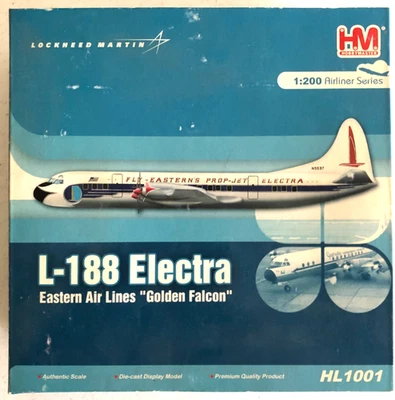 LOCKHEED MARTIN
HM
HOBBYMASTER
1:200 Airliner Series
FLY-EASTERN'S PROP-JET ELECTRA
L-188 Electra
Eastern Air Lines "Golden Falcon"
Authentic Scale
Die-cast Display Model
Premium Quality Product
HL1001